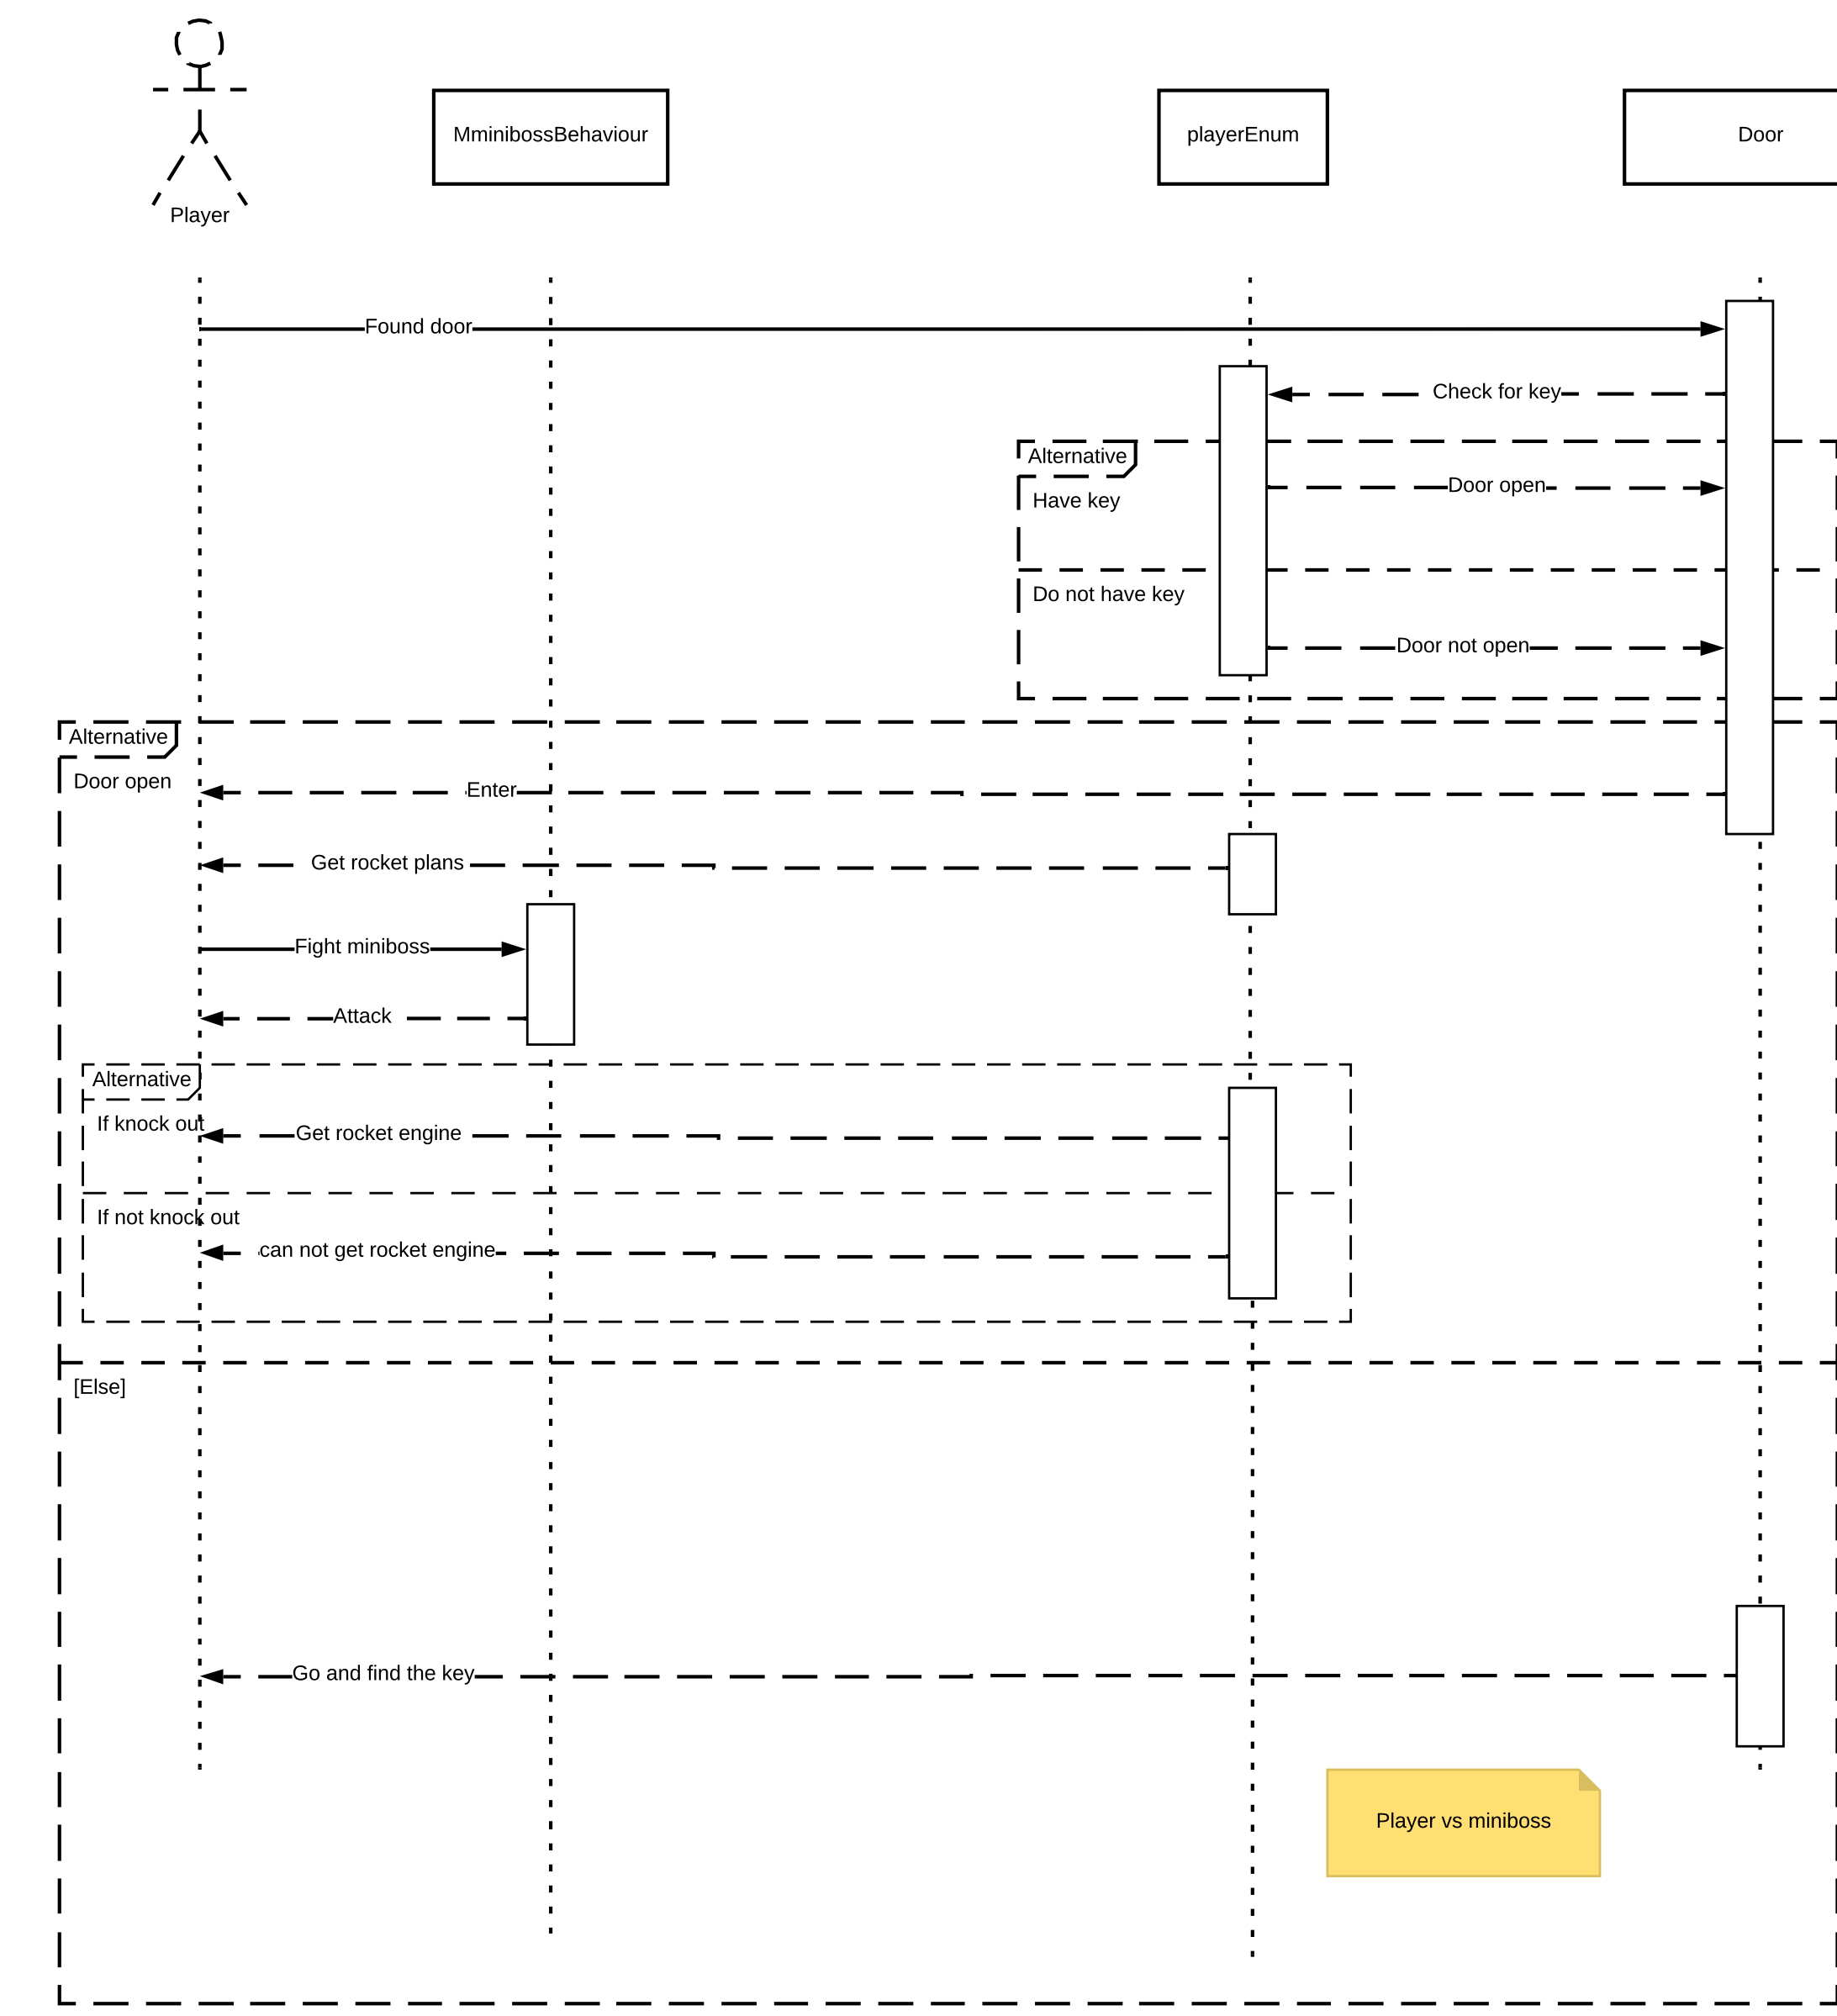 Player
MminibossBehaviour
playerEnum
Door
Found door
Check for key
Alternative
Door open
Have key
Do not have key
Door not open
Alternative
Door open
Enter
Get rocket plans
Fight miniboss
Attack
Alternative
If knock out
Get rocket engine
If not knock out
can not get rocket engine
[Else]
Go and find the key
Player vs miniboss